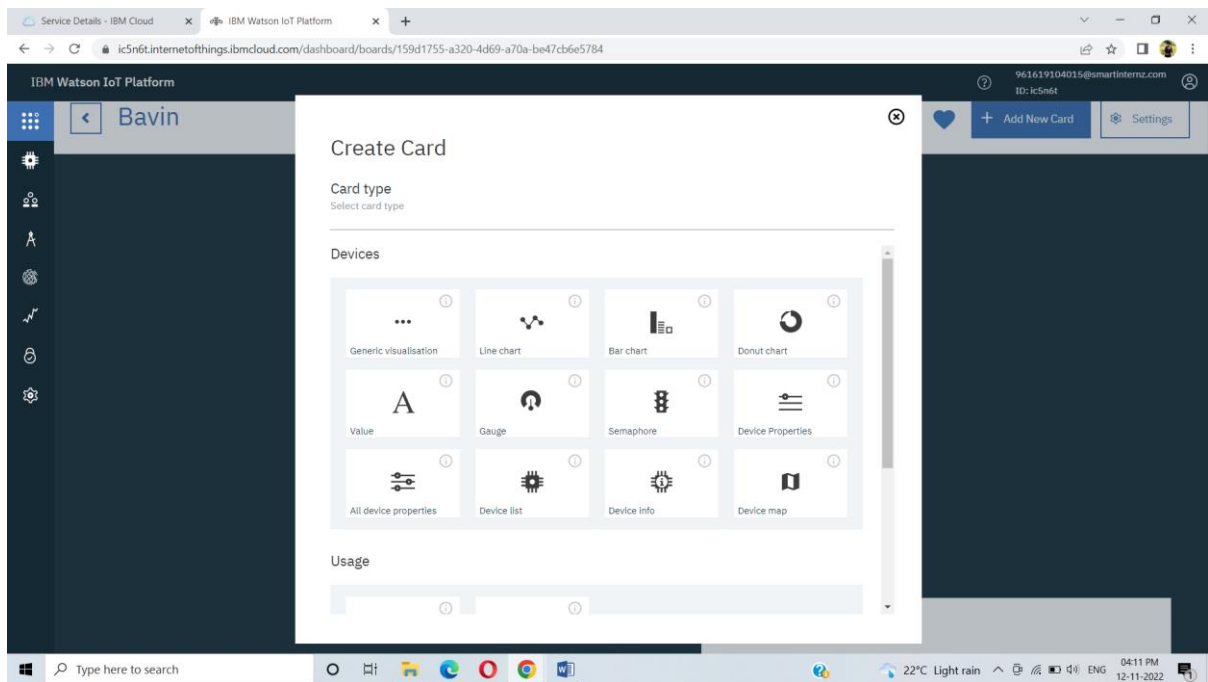 Service Details - IBM Cloud
IBM Watson IoT Platform
ic5n6t.internetofthings.ibmcloud.com/dashboard/boards/159d1755-a320-4d69-a70a-be47cb6e5784
IBM Watson IoT Platform
961619104015@smartinternz.com
ID: ic5n6t
Bavin
Add New Card
Settings
Create Card
Card type
Select card type
Devices
Generic visualisation
Line chart
Bar chart
Donut chart
A
Value
Gauge
Semaphore
Device Properties
All device properties
Device list
Device info
Device map
Usage
Type here to search
22°C Light rain
ENG
04:11 PM
12-11-2022